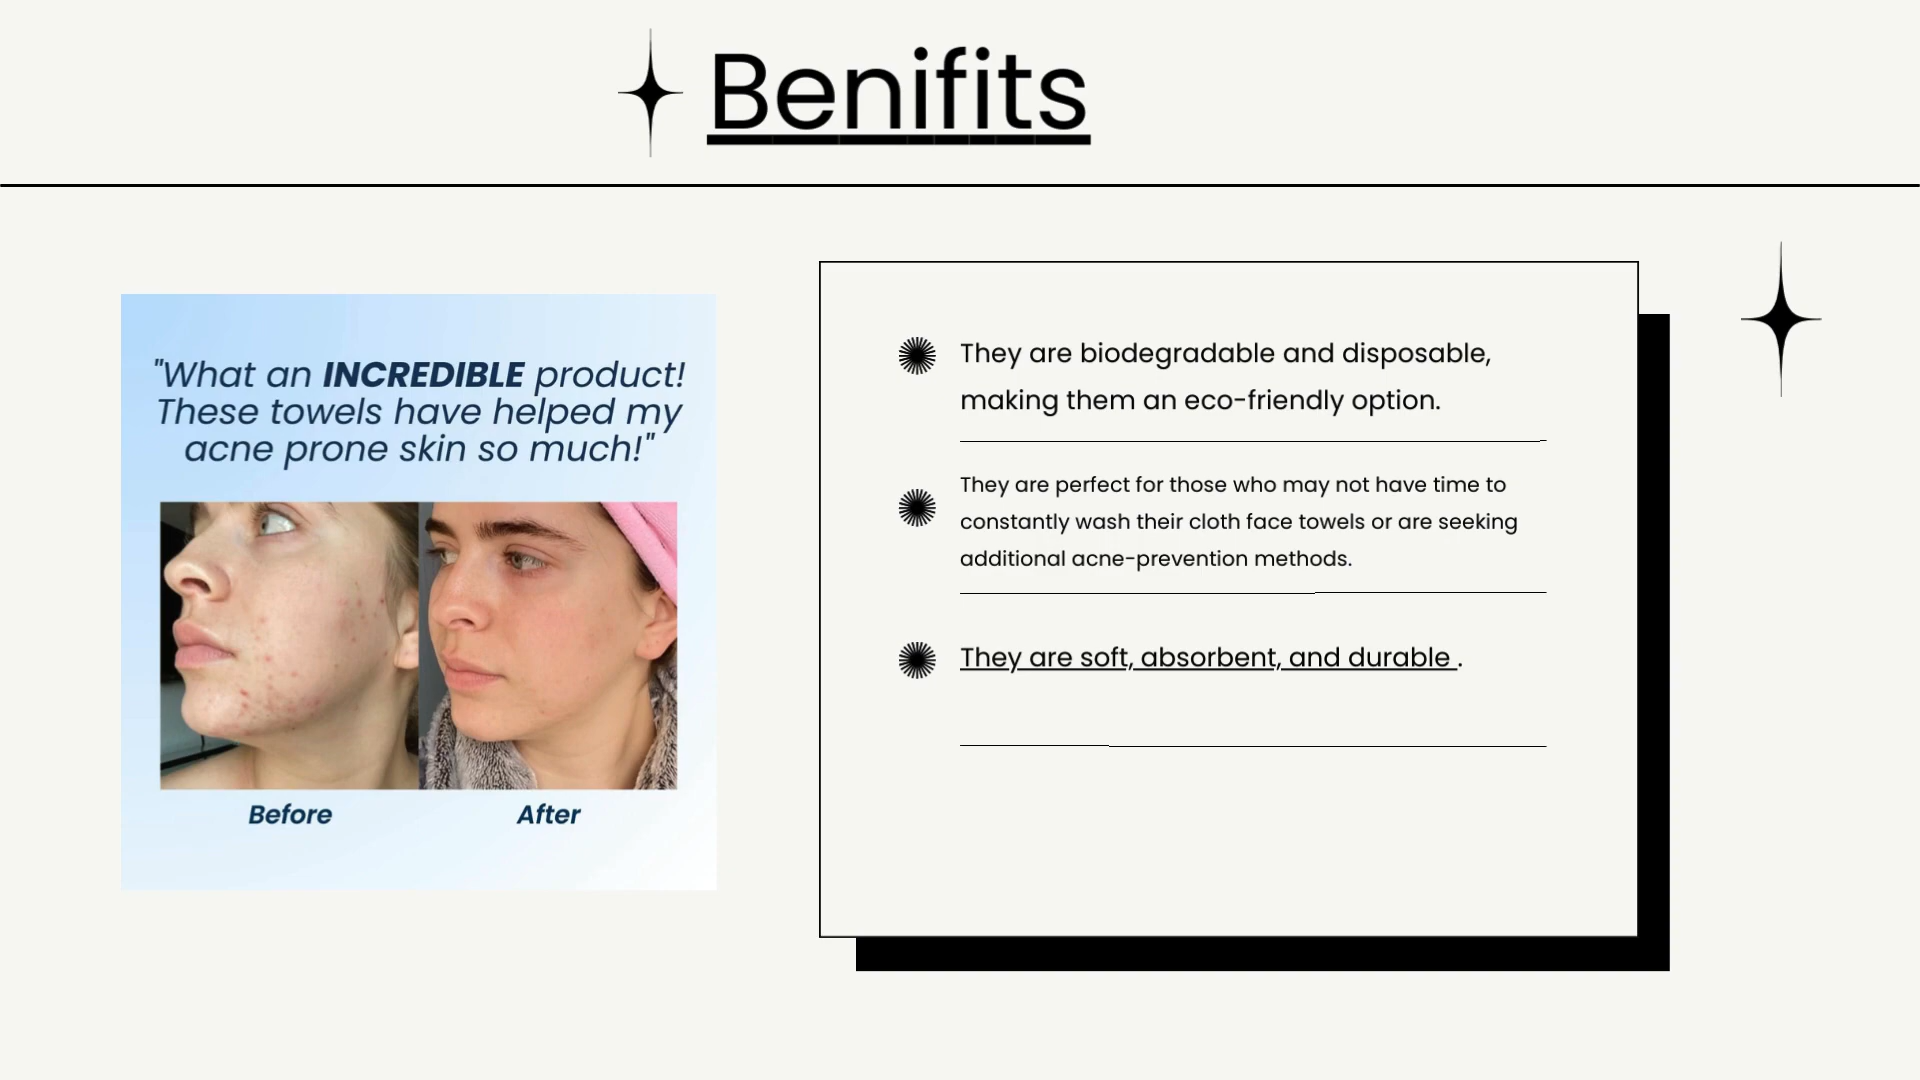 Benifits
"What an INCREDIBLE product!
These towels have helped my
acne prone skin so much!"
Before
After
They are biodegradable and disposable,
making them an eco-friendly option.
They are perfect for those who may not have time to
constantly wash their cloth face towels or are seeking
additional acne-prevention methods.
They are soft, absorbent, and durable .